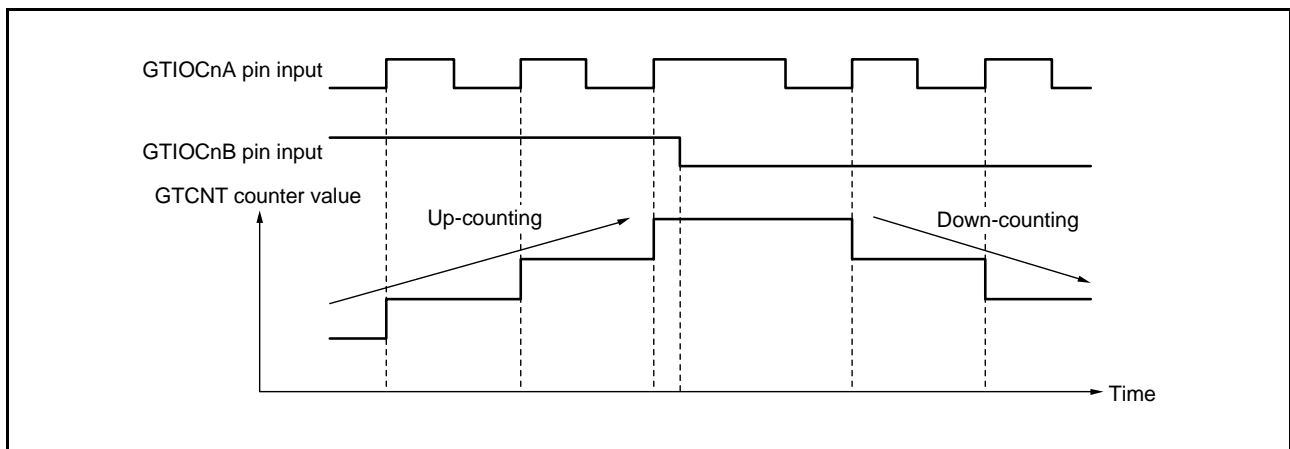 GTIOCnA pin input
GTIOCnB pin input
GTCNT counter value
Up-counting
Down-counting
Time